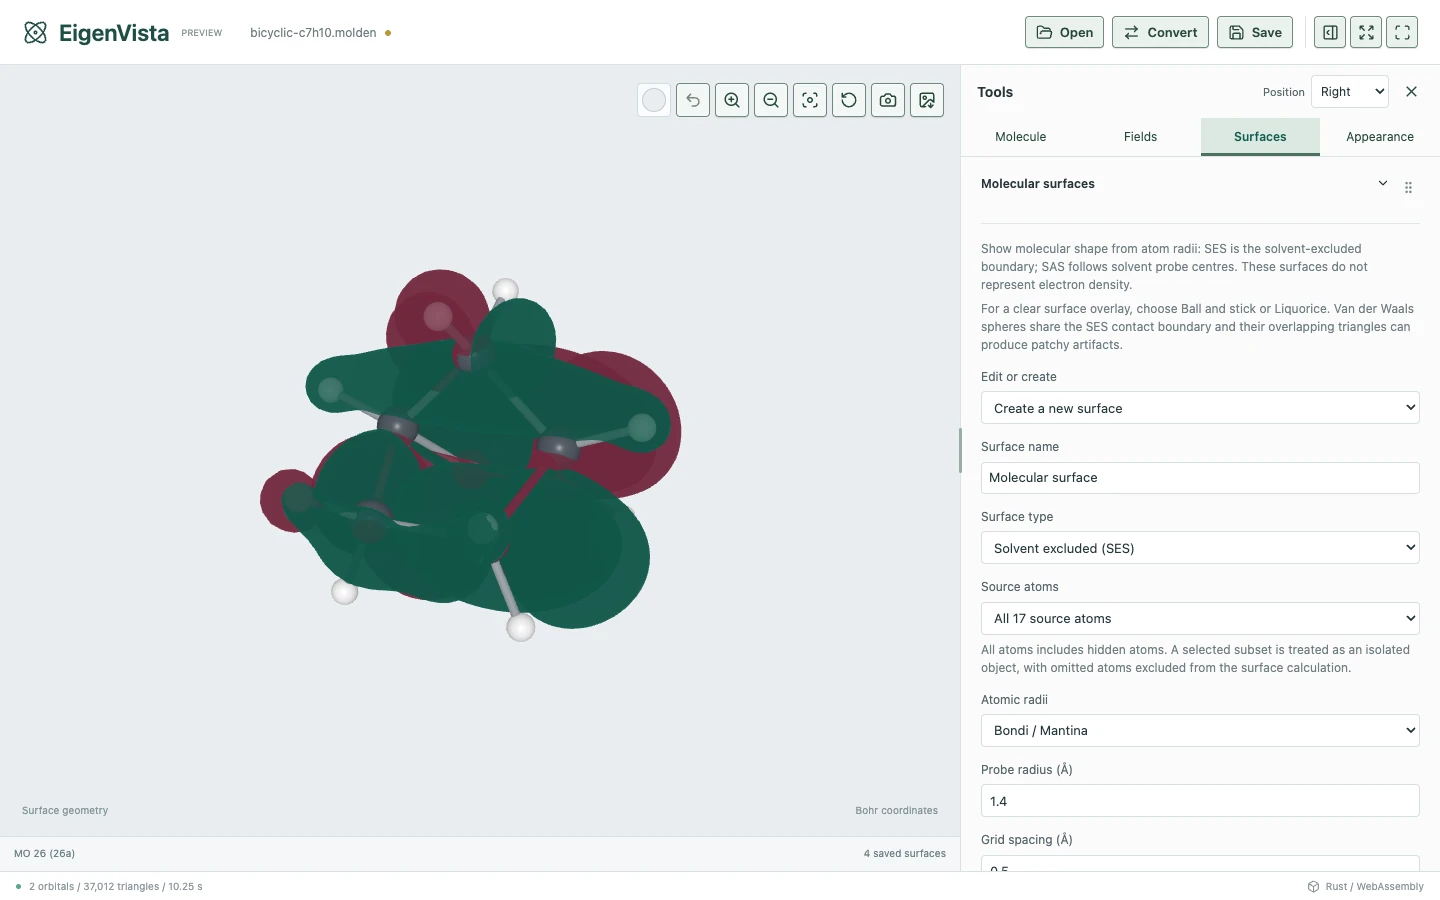 EigenVista PREVIEW bicyclic-c7h10.molden Open Convert Save
Tools Position Right
Molecule Fields Surfaces Appearance
Molecular surfaces
Show molecular shape from atom radii: SES is the solvent-excluded
boundary; SAS follows solvent probe centres. These surfaces do not
represent electron density.
For a clear surface overlay, choose Ball and stick or Liquorice. Van der Waals
spheres share the SES contact boundary and their overlapping triangles can
produce patchy artifacts.
Edit or create
Create a new surface
Surface name
Molecular surface
Surface type
Solvent excluded (SES)
Source atoms
All 17 source atoms
All atoms includes hidden atoms. A selected subset is treated as an isolated
object, with omitted atoms excluded from the surface calculation.
Atomic radii
Bondi / Mantina
Probe radius (Å)
1.4
Grid spacing (Å)
0.5
Surface geometry Bohr coordinates
MO 26 (26a) 4 saved surfaces
2 orbitals / 37,012 triangles / 10.25 s Rust / WebAssembly